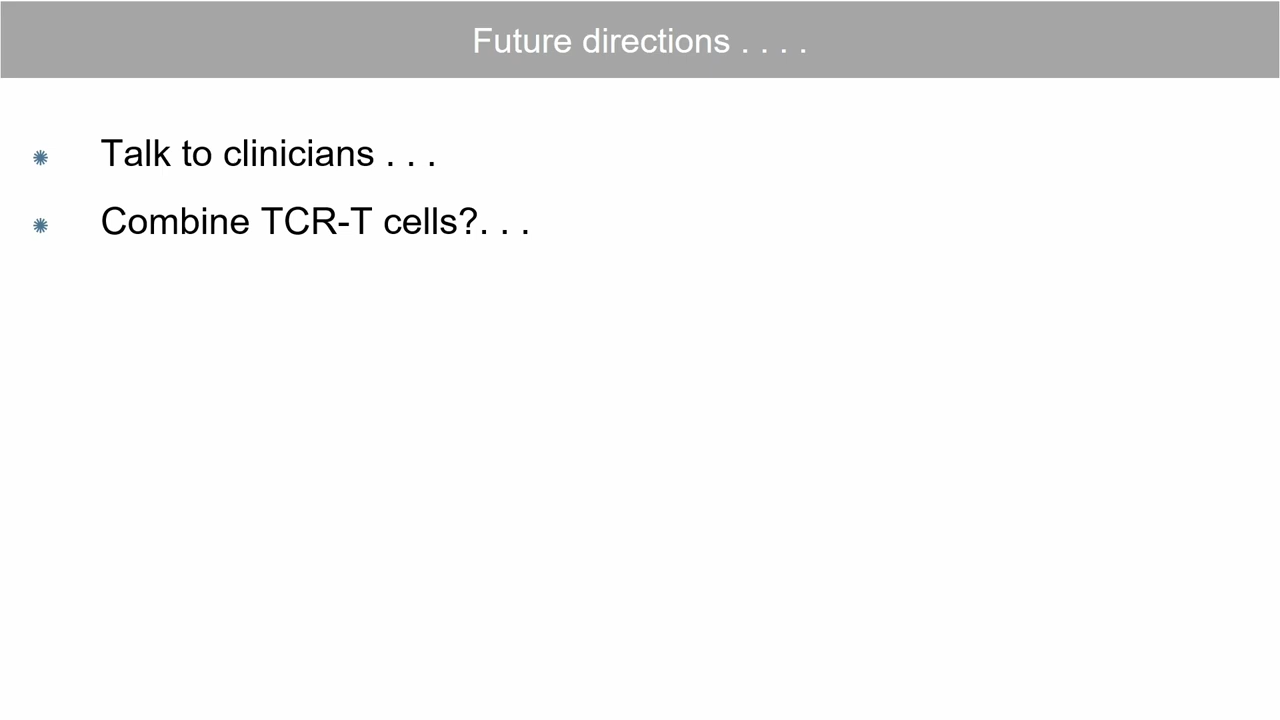 Future directions . . . .
Talk to clinicians . . .
Combine TCR-T cells?. . .